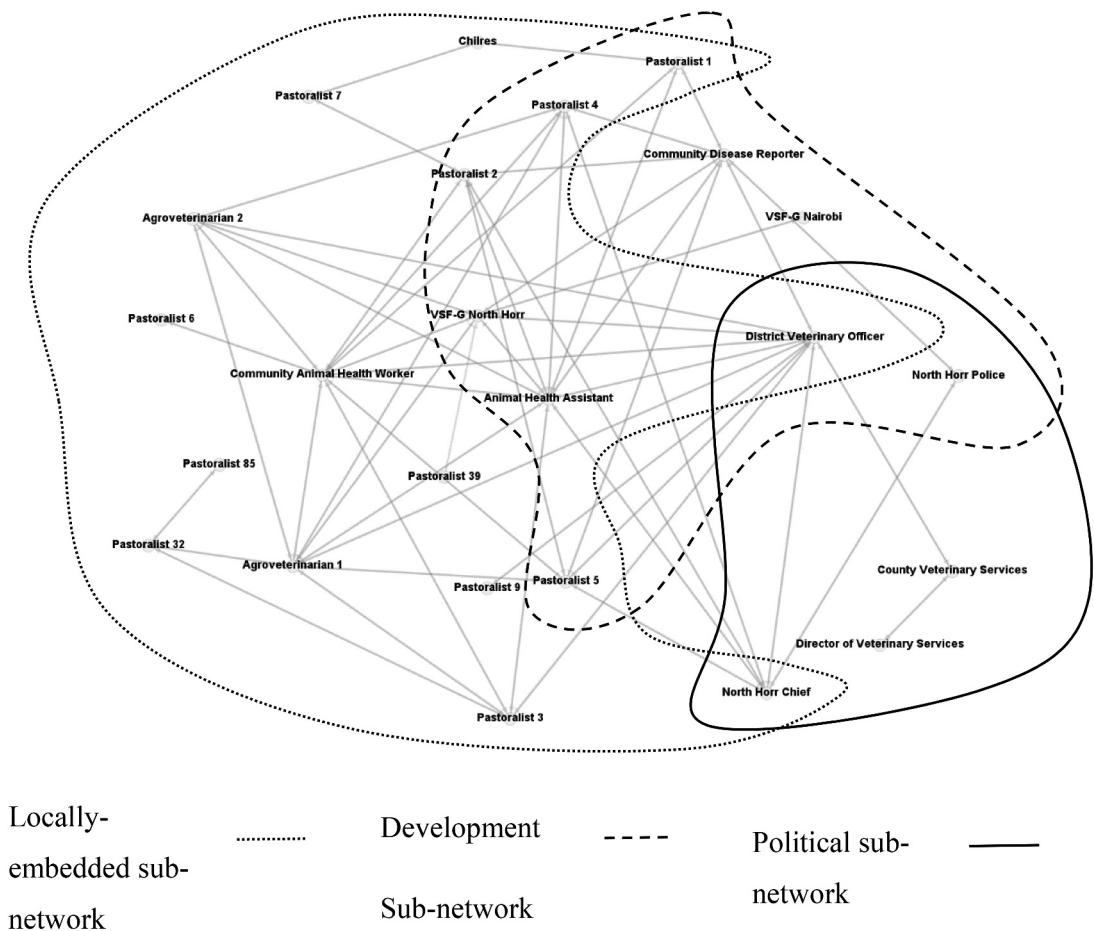 Chilres
Pastoralist 1
Pastoralist 7
Pastoralist 4
Community Disease Reporter
Pastoralist 2
Agroveterinarian 2
VSF-G Nairobi
VSF-G North Horr
Pastoralist 6
District Veterinary Officer
Community Animal Health Worker
North Horr Police
Animal Health Assistant
Pastoralist 85
Pastoralist 39
Pastoralist 32
Agroveterinarian 1
County Veterinary Services
Pastoralist 9
Pastoralist 5
Director of Veterinary Services
North Horr Chief
Pastoralist 3
Locally-
embedded sub-
network
Development
Sub-network
Political sub-
network